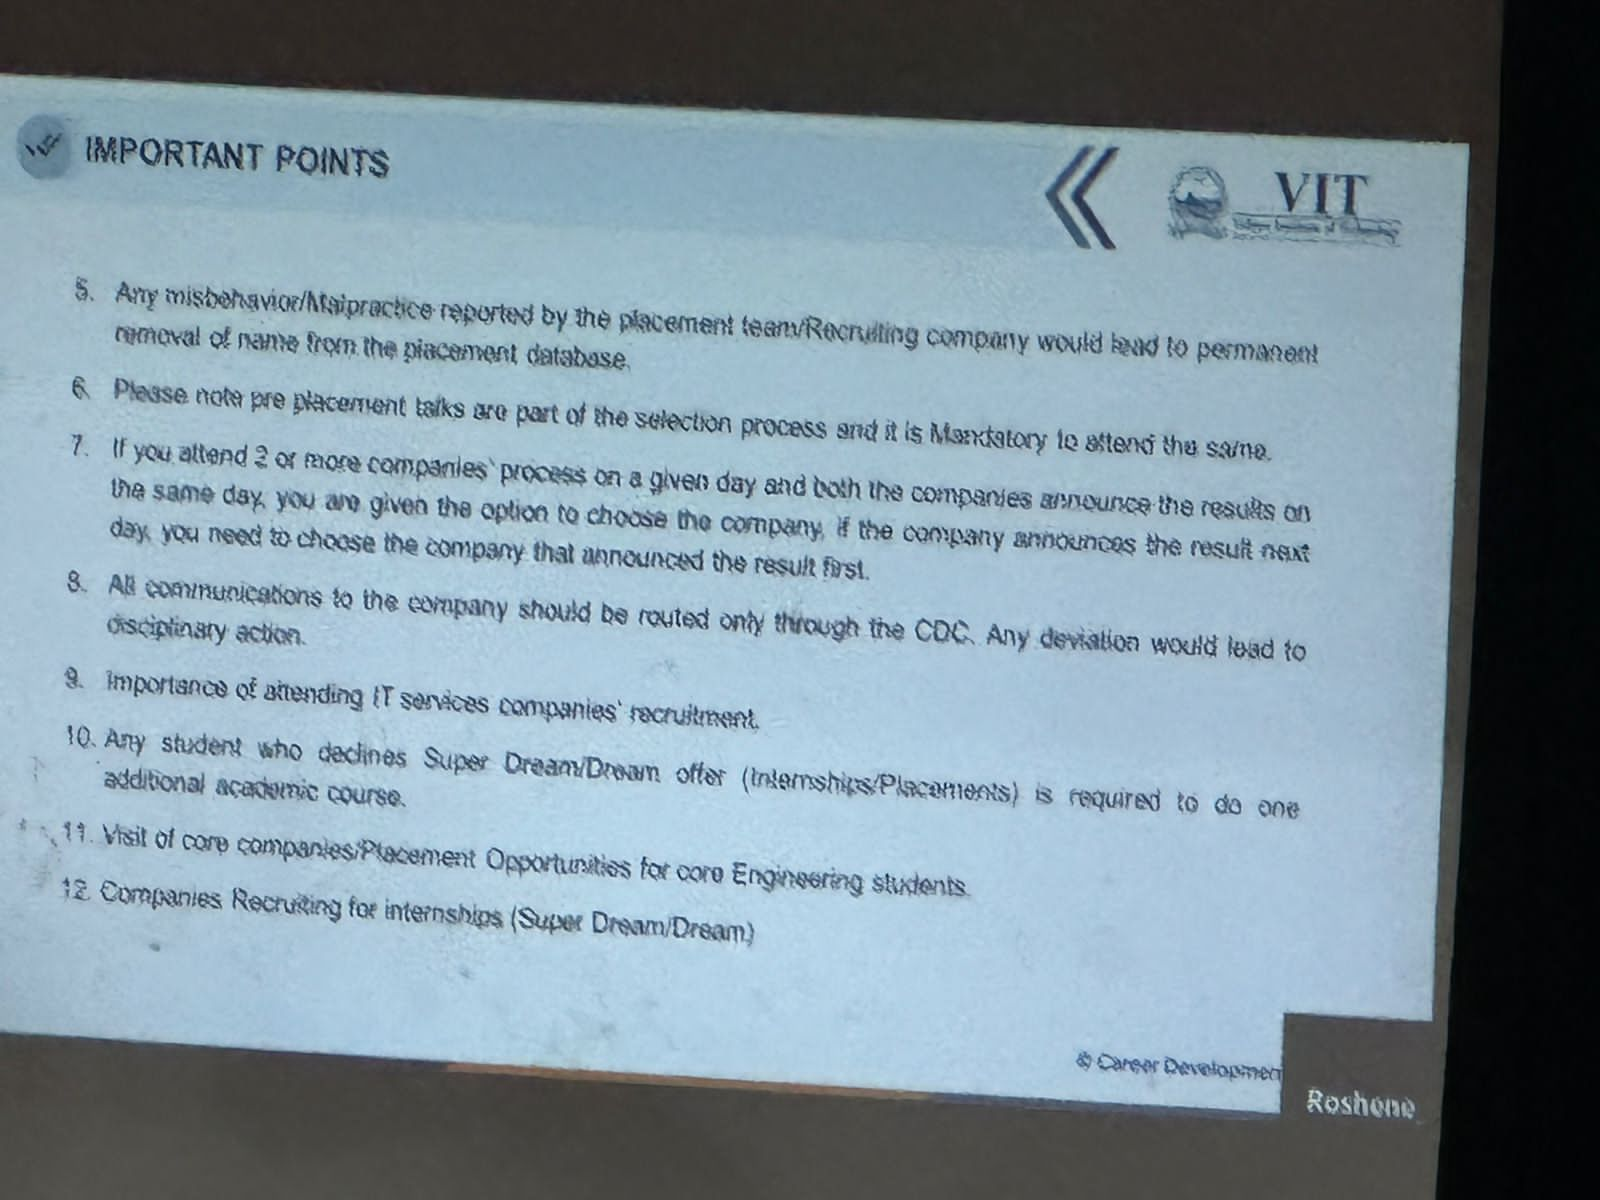 IMPORTANT POINTS
VIT
5. Any misbehavior/Malpractice reported by the placement team/Recruiting company would lead to permanent
removal of name from the placement database.
6. Please note pre placement talks are part of the selection process and it is Mandatory to attend the same.
7. If you attend 2 or more companies' process on a given day and both the companies announce the results on
the same day, you are given the option to choose the company, if the company announces the result next
day, you need to choose the company that announced the result first.
8. All communications to the company should be routed only through the CDC. Any deviation would lead to
disciplinary action.
9. Importance of attending IT services companies' recruitment.
10. Any student who declines Super Dream/Dream offer (Internships/Placements) is required to do one
additional academic course.
11. Visit of core companies/Placement Opportunities for core Engineering students.
12. Companies Recruiting for internships (Super Dream/Dream)
© Career Developmen
Roshone